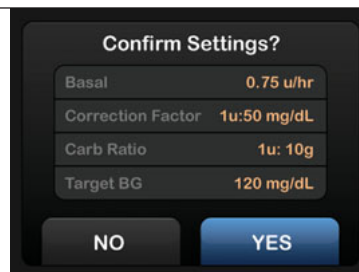 Confirm Settings?
Basal 0.75 u/hr
Correction Factor 1u:50 mg/dL
Carb Ratio 1u: 10g
Target BG 120 mg/dL
NO YES